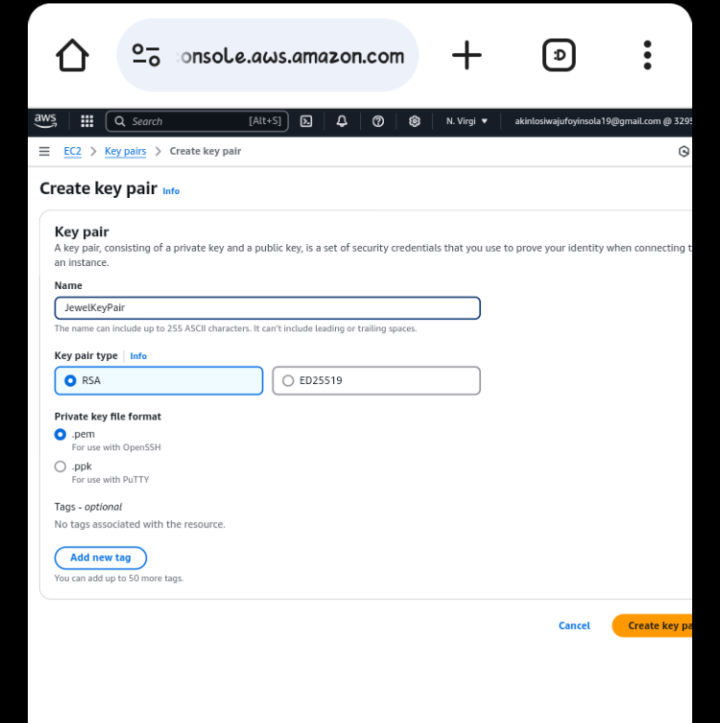 onsole.aws.amazon.com
:D
aws Search [Alt+S] N. Virgi akinlosiwajufoyinsola19@gmail.com @ 3295
EC2 > Key pairs > Create key pair
Create key pair Info
Key pair
A key pair, consisting of a private key and a public key, is a set of security credentials that you use to prove your identity when connecting t
an instance.
Name
JewelKeyPair
The name can include up to 255 ASCII characters. It can't include leading or trailing spaces.
Key pair type Info
RSA ED25519
Private key file format
.pem
For use with OpenSSH
.ppk
For use with PuTTY
Tags - optional
No tags associated with the resource.
Add new tag
You can add up to 50 more tags.
Cancel Create key pa